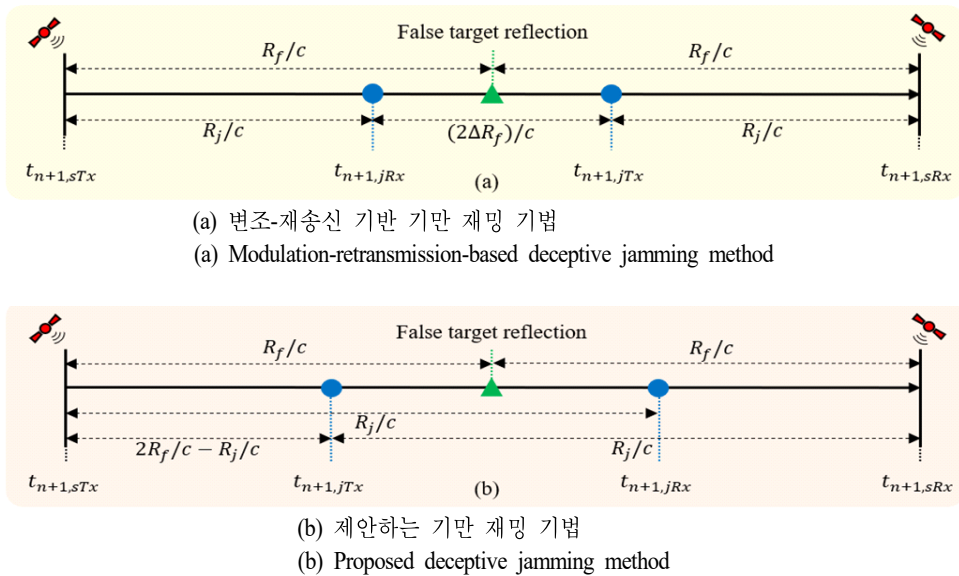 False target reflection
R_f/c R_f/c
R_j/c (2ΔR_f)/c R_j/c
t_{n+1,sTx} t_{n+1,jRx} t_{n+1,jTx} t_{n+1,sRx}
(a)
(a) 변조-재송신 기반 기만 재밍 기법
(a) Modulation-retransmission-based deceptive jamming method
False target reflection
R_f/c R_f/c
R_j/c
2R_f/c − R_j/c R_j/c
t_{n+1,sTx} t_{n+1,jTx} t_{n+1,jRx} t_{n+1,sRx}
(b)
(b) 제안하는 기만 재밍 기법
(b) Proposed deceptive jamming method